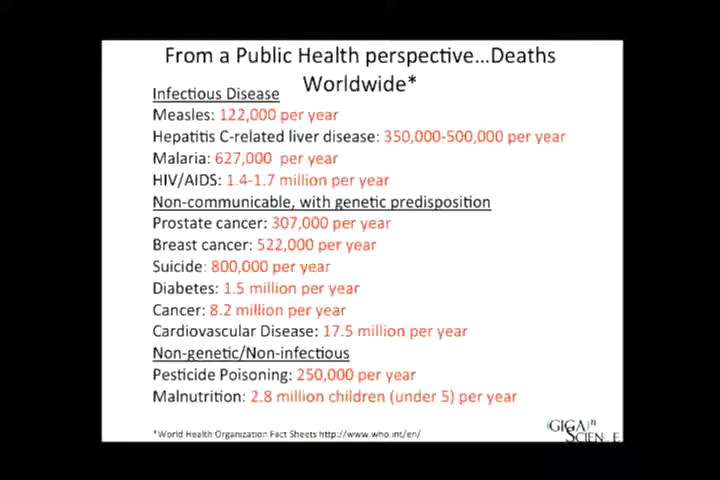 From a Public Health perspective...Deaths
Worldwide*
Infectious Disease
Measles: 122,000 per year
Hepatitis C-related liver disease: 350,000-500,000 per year
Malaria: 627,000  per year
HIV/AIDS: 1.4-1.7 million per year
Non-communicable, with genetic predisposition
Prostate cancer: 307,000 per year
Breast cancer: 522,000 per year
Suicide: 800,000 per year
Diabetes: 1.5 million per year
Cancer: 8.2 million per year
Cardiovascular Disease: 17.5 million per year
Non-genetic/Non-infectious
Pesticide Poisoning: 250,000 per year
Malnutrition: 2.8 million children (under 5) per year
*World Health Organization Fact Sheets http://www.who.int/en/
(GIGA)n
SCIENCE